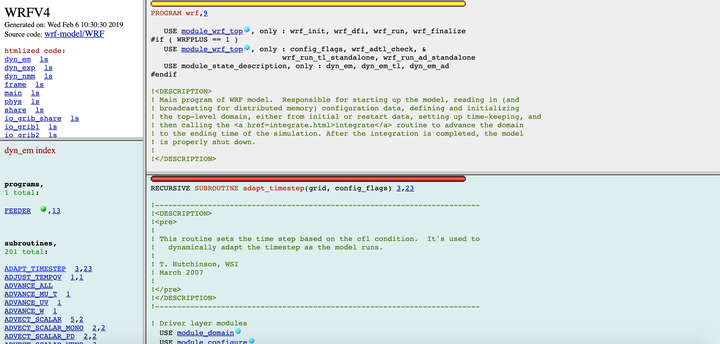 WRFV4
Generated on: Wed Feb 6 10:30:30 2019
Source code: wrf-model/WRF
htmlized code:
dyn_em ls
dyn_exp ls
dyn_nmm ls
frame ls
main ls
phys ls
share ls
io_grib_share ls
io_grib1 ls
io_grib2 ls
dyn_em index
programs,
1 total:
FEEDER ,13
subroutines,
201 total:
ADAPT_TIMESTEP 3,23
ADJUST_TEMPOV 1,1
ADVANCE_ALL
ADVANCE_MU_T 1
ADVANCE_UV 1
ADVANCE_W 1
ADVECT_SCALAR 5,2
ADVECT_SCALAR_MONO 2,2
ADVECT_SCALAR_PD 2,2
PROGRAM wrf,9
USE module_wrf_top , only : wrf_init, wrf_dfi, wrf_run, wrf_finalize
#if ( WRFPLUS == 1 )
USE module_wrf_top , only : config_flags, wrf_adtl_check, &
wrf_run_tl_standalone, wrf_run_ad_standalone
USE module_state_description, only : dyn_em, dyn_em_tl, dyn_em_ad
#endif
!<DESCRIPTION>
! Main program of WRF model. Responsible for starting up the model, reading in (and
! broadcasting for distributed memory) configuration data, defining and initializing
! the top-level domain, either from initial or restart data, setting up time-keeping, and
! then calling the <a href=integrate.html>integrate</a> routine to advance the domain
! to the ending time of the simulation. After the integration is completed, the model
! is properly shut down.
!
!</DESCRIPTION>
RECURSIVE SUBROUTINE adapt_timestep(grid, config_flags) 3,23
!--------------------------------------------------------------------------
!<DESCRIPTION>
!<pre>
!
! This routine sets the time step based on the cfl condition. It's used to
! dynamically adapt the timestep as the model runs.
!
! T. Hutchinson, WSI
! March 2007
!
!</pre>
!</DESCRIPTION>
!--------------------------------------------------------------------------
! Driver layer modules
USE module_domain
USE module_configure